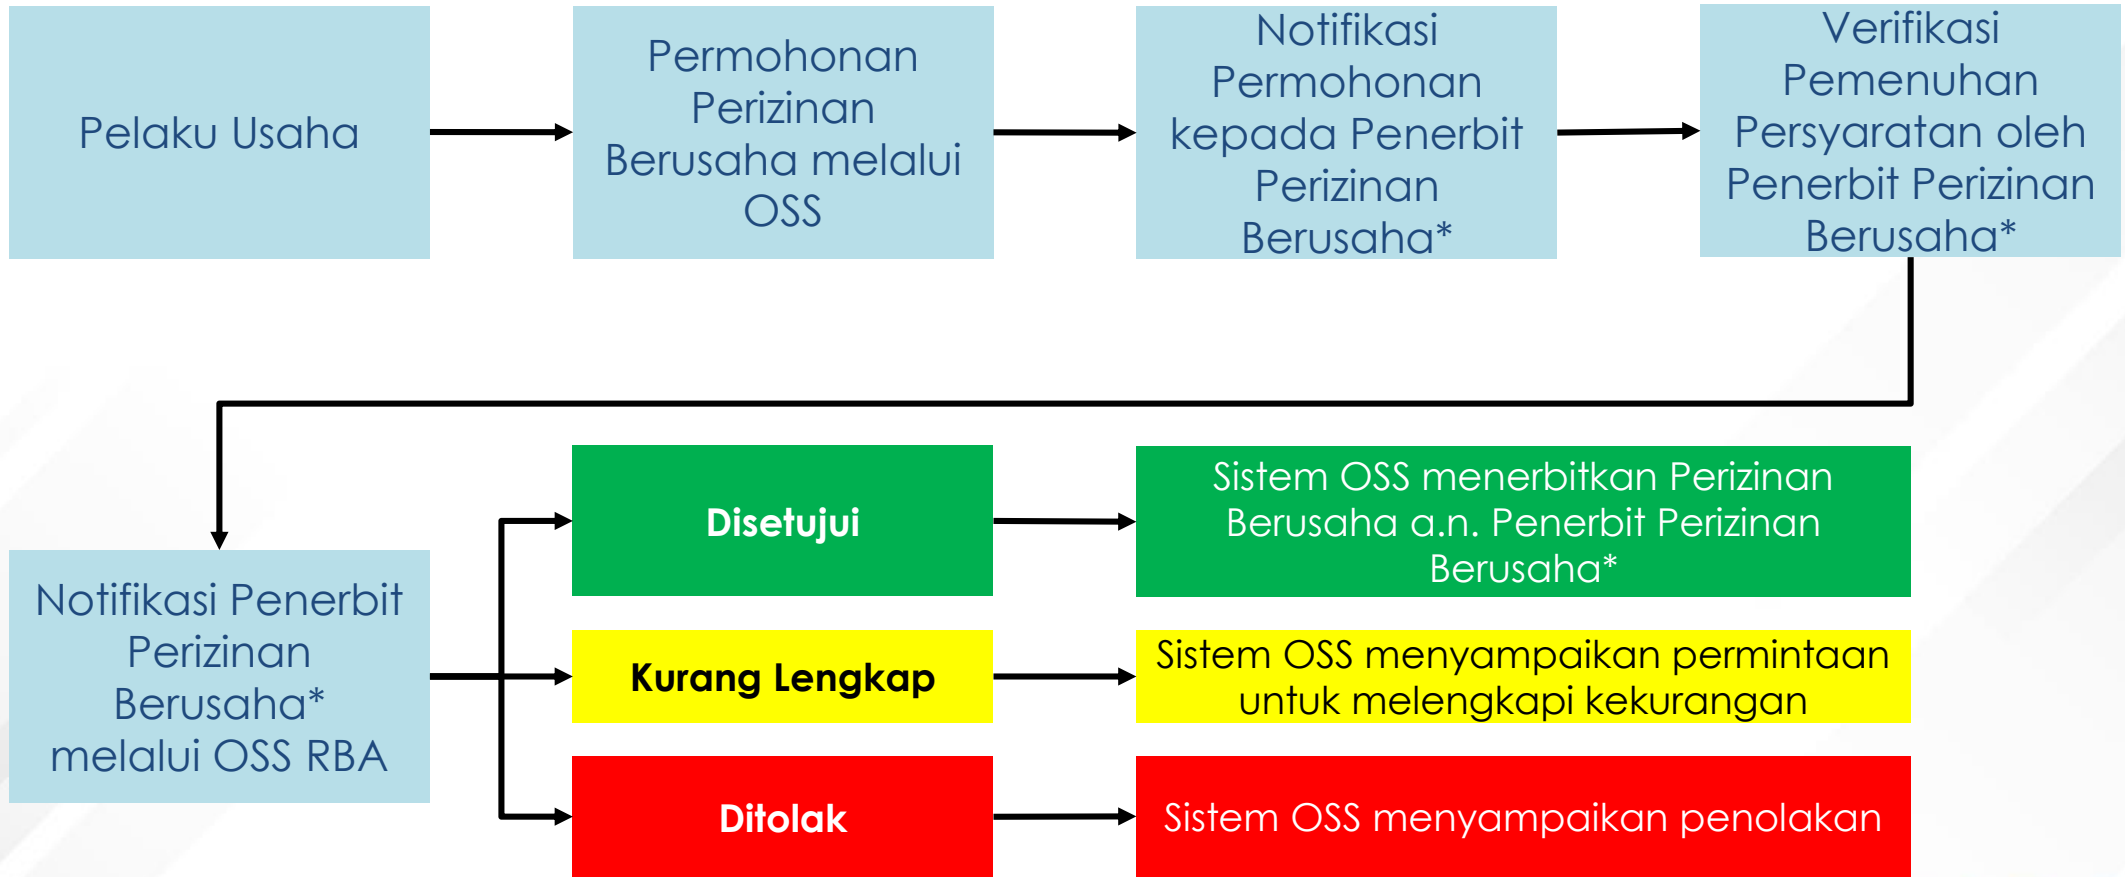 Pelaku Usaha
Permohonan
Perizinan
Berusaha melalui
OSS
Notifikasi
Permohonan
kepada Penerbit
Perizinan
Berusaha*
Verifikasi
Pemenuhan
Persyaratan oleh
Penerbit Perizinan
Berusaha*
Notifikasi Penerbit
Perizinan
Berusaha*
melalui OSS RBA
Disetujui
Sistem OSS menerbitkan Perizinan
Berusaha a.n. Penerbit Perizinan
Berusaha*
Kurang Lengkap
Sistem OSS menyampaikan permintaan
untuk melengkapi kekurangan
Ditolak
Sistem OSS menyampaikan penolakan